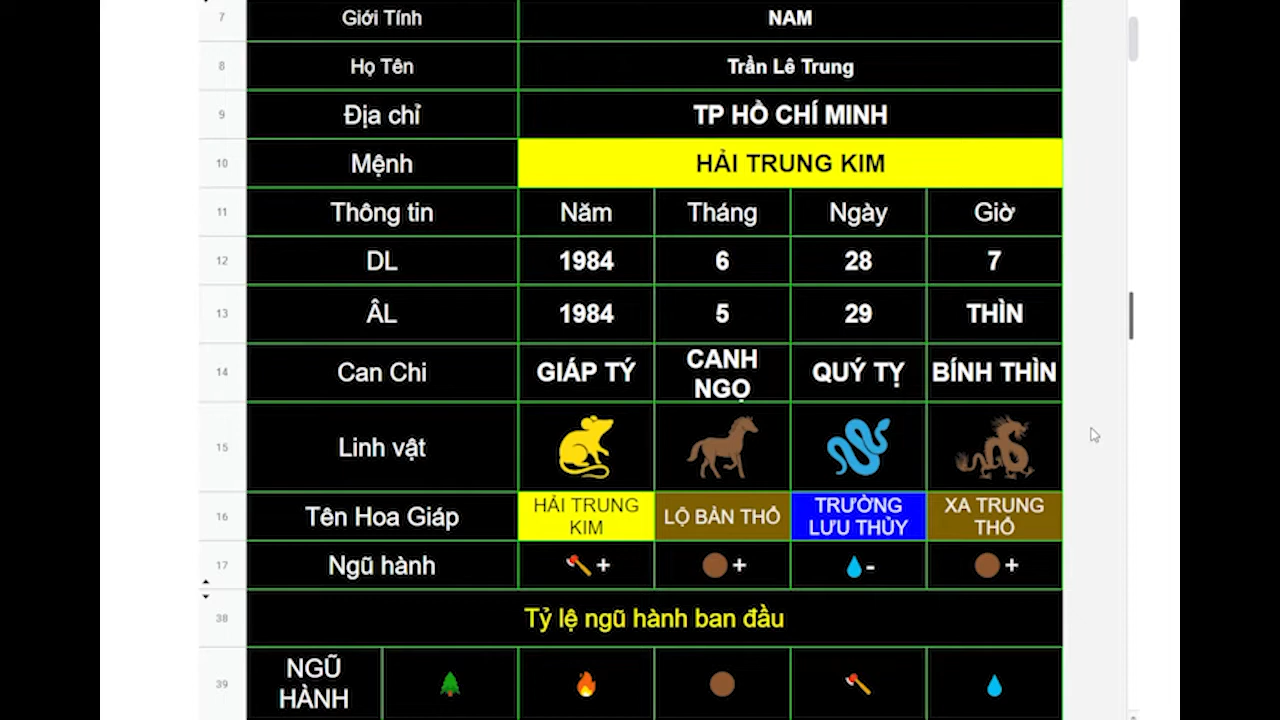 7 Giới Tính NAM
8 Họ Tên Trần Lê Trung
9 Địa chỉ TP HỒ CHÍ MINH
10 Mệnh HẢI TRUNG KIM
11 Thông tin Năm Tháng Ngày Giờ
12 DL 1984 6 28 7
13 ÂL 1984 5 29 THÌN
14 Can Chi GIÁP TÝ CANH NGỌ QUÝ TỴ BÍNH THÌN
15 Linh vật
16 Tên Hoa Giáp HẢI TRUNG KIM LỘ BẢN THỔ TRƯỜNG LƯU THỦY XA TRUNG THỔ
17 Ngũ hành + + - +
38 Tỷ lệ ngũ hành ban đầu
39 NGŨ HÀNH